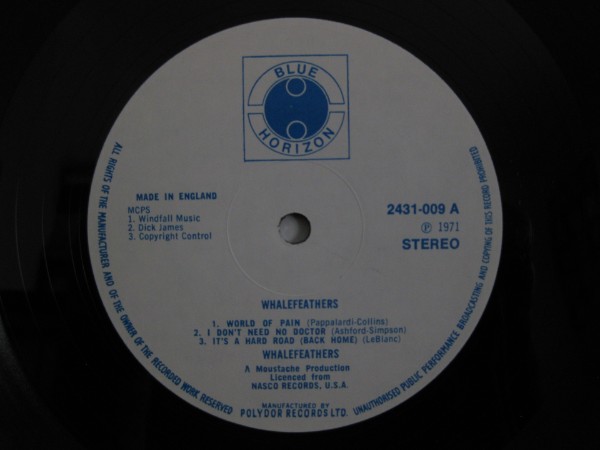 BLUE
HORIZON
MADE IN ENGLAND
MCPS
1. Windfall Music
2. Dick James
3. Copyright Control
2431-009 A
Ⓟ 1971
STEREO
WHALEFEATHERS
1. WORLD OF PAIN (Pappalardi-Collins)
2. I DON'T NEED NO DOCTOR (Ashford-Simpson)
3. IT'S A HARD ROAD (BACK HOME) (LeBlanc)
WHALEFEATHERS
A Moustache Production
Licenced from
NASCO RECORDS, U.S.A.
MANUFACTURED BY
POLYDOR RECORDS LTD.
ALL RIGHTS OF THE MANUFACTURER AND OF THE OWNER OF THE RECORDED WORK RESERVED
UNAUTHORISED PUBLIC PERFORMANCE BROADCASTING AND COPYING OF THIS RECORD PROHIBITED